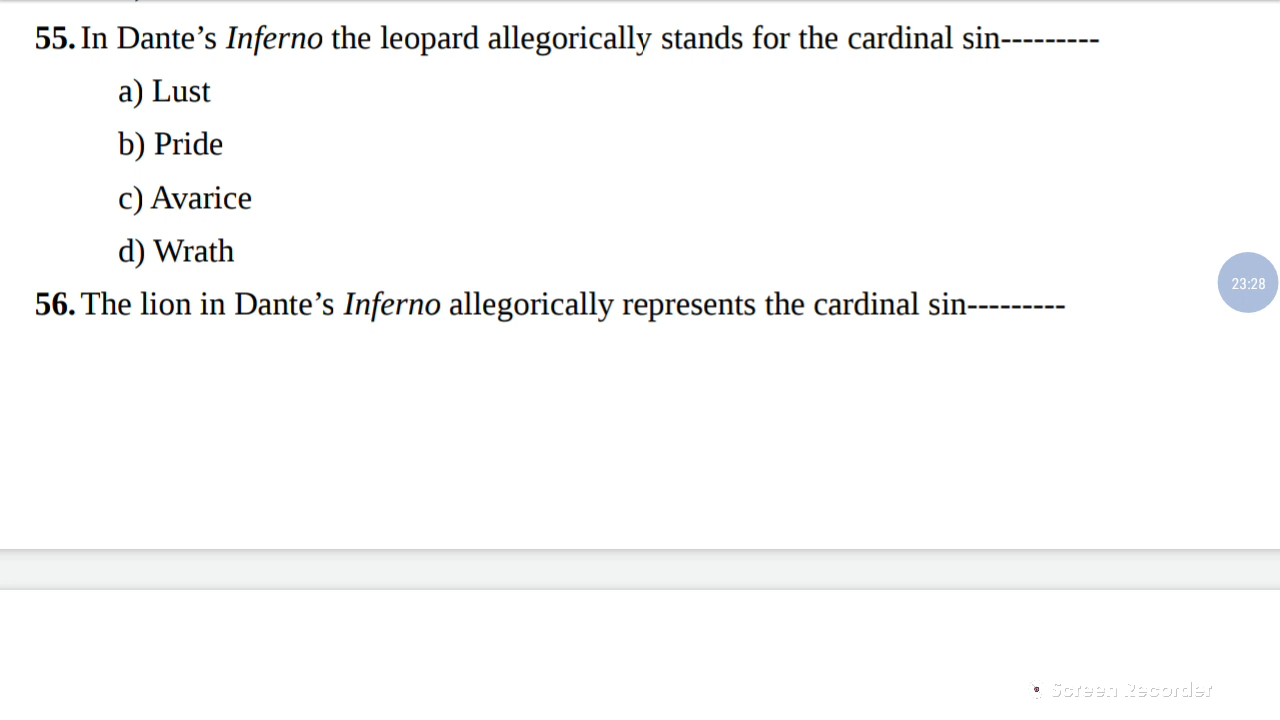 55. In Dante’s Inferno the leopard allegorically stands for the cardinal sin---------
a) Lust
b) Pride
c) Avarice
d) Wrath
23:28
56. The lion in Dante’s Inferno allegorically represents the cardinal sin---------
Screen Recorder